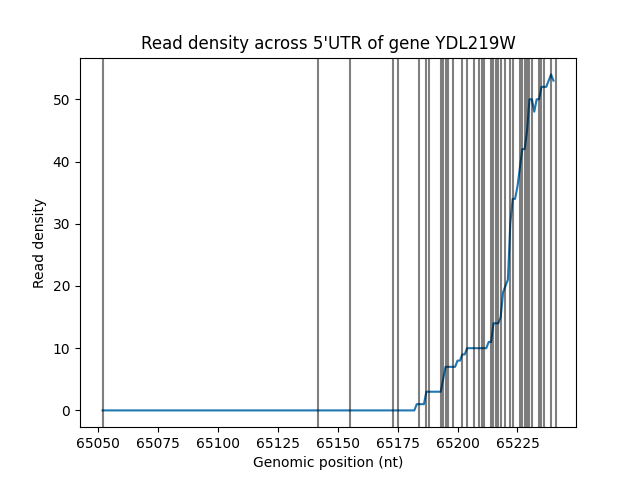 Read density across 5'UTR of gene YDL219W
50
40
30
20
10
0
Read density
65050 65075 65100 65125 65150 65175 65200 65225
Genomic position (nt)